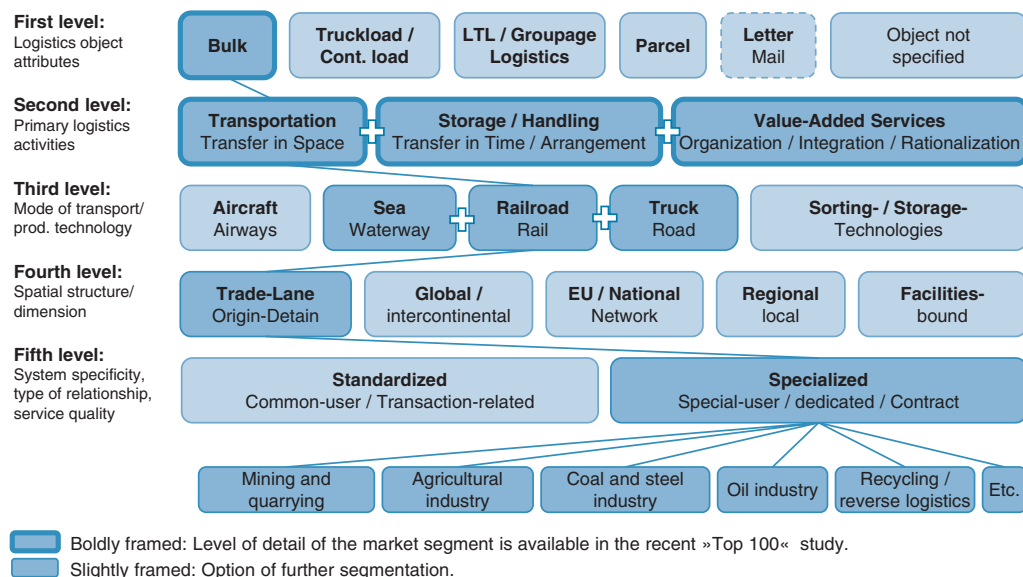 First level:
Logistics object
attributes
Bulk
Truckload /
Cont. load
LTL / Groupage
Logistics
Parcel
Letter
Mail
Object not
specified
Second level:
Primary logistics
activities
Transportation
Transfer in Space
Storage / Handling
Transfer in Time / Arrangement
Value-Added Services
Organization / Integration / Rationalization
Third level:
Mode of transport/
prod. technology
Aircraft
Airways
Sea
Waterway
Railroad
Rail
Truck
Road
Sorting- / Storage-
Technologies
Fourth level:
Spatial structure/
dimension
Trade-Lane
Origin-Detain
Global /
intercontinental
EU / National
Network
Regional
local
Facilities-
bound
Fifth level:
System specificity,
type of relationship,
service quality
Standardized
Common-user / Transaction-related
Specialized
Special-user / dedicated / Contract
Mining and
quarrying
Agricultural
industry
Coal and steel
industry
Oil industry
Recycling /
reverse logistics
Etc.
Boldly framed: Level of detail of the market segment is available in the recent »Top 100« study.
Slightly framed: Option of further segmentation.